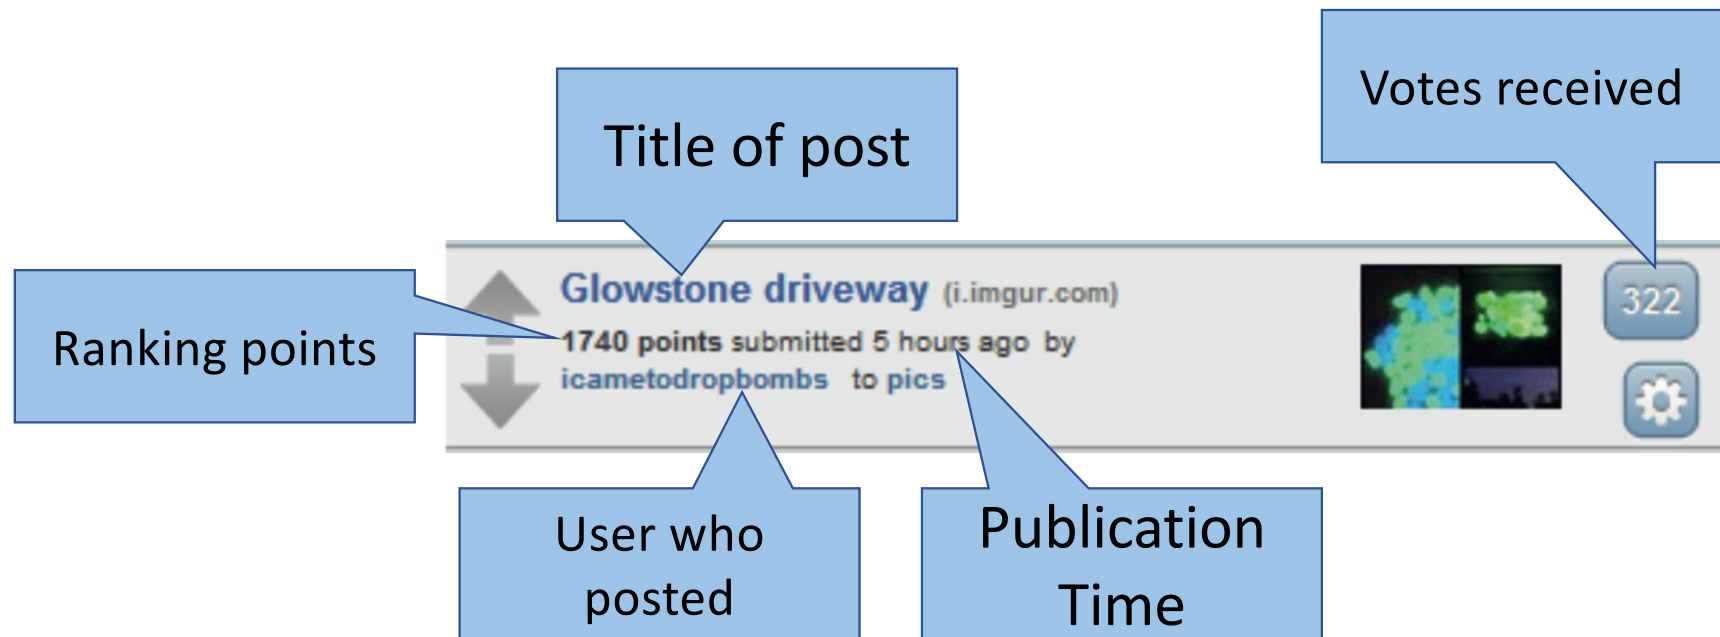 Votes received
Title of post
Ranking points
Glowstone driveway (i.imgur.com)
1740 points submitted 5 hours ago by
icametodropbombs to pics
322
User who
posted
Publication
Time